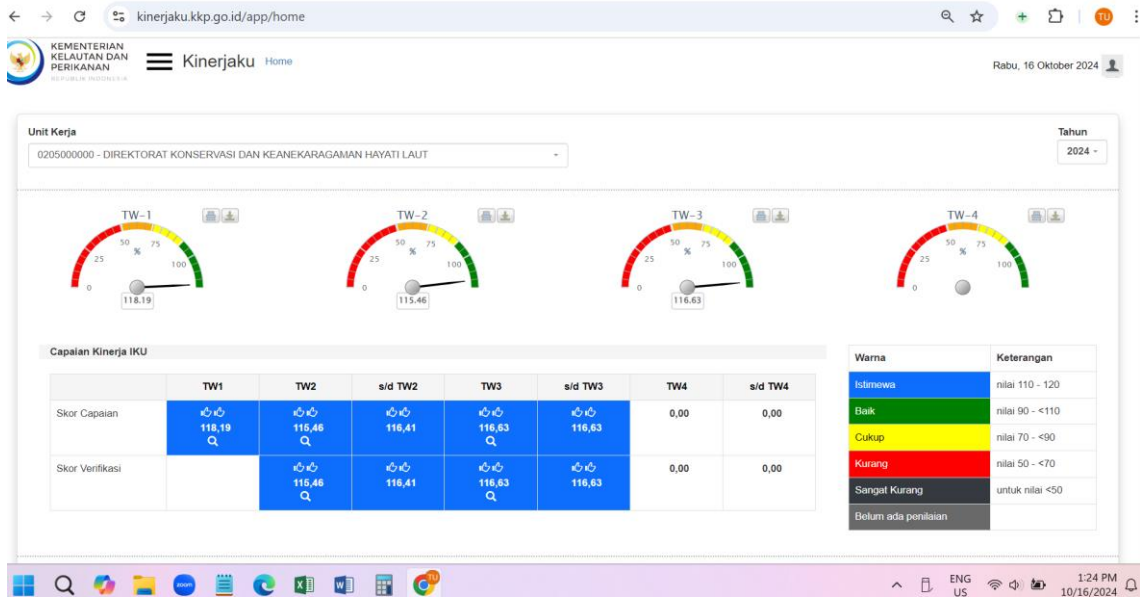 kinerjaku.kkp.go.id/app/home
TU
KEMENTERIAN
KELAUTAN DAN
PERIKANAN
REPUBLIK INDONESIA
Kinerjaku Home
Rabu, 16 Oktober 2024
Unit Kerja
Tahun
0205000000 - DIREKTORAT KONSERVASI DAN KEANEKARAGAMAN HAYATI LAUT
2024
TW-1
0 25 50 75 100
%
118.19
TW-2
0 25 50 75 100
%
115.46
TW-3
0 25 50 75 100
%
116.63
TW-4
0 25 50 75 100
%
Capaian Kinerja IKU
TW1 TW2 s/d TW2 TW3 s/d TW3 TW4 s/d TW4
Skor Capaian 118,19 115,46 116,41 116,63 116,63 0,00 0,00
Skor Verifikasi 115,46 116,41 116,63 116,63 0,00 0,00
Warna Keterangan
Istimewa nilai 110 - 120
Baik nilai 90 - <110
Cukup nilai 70 - <90
Kurang nilai 50 - <70
Sangat Kurang untuk nilai <50
Belum ada penilaian
zoom
TU
ENG
US
1:24 PM
10/16/2024